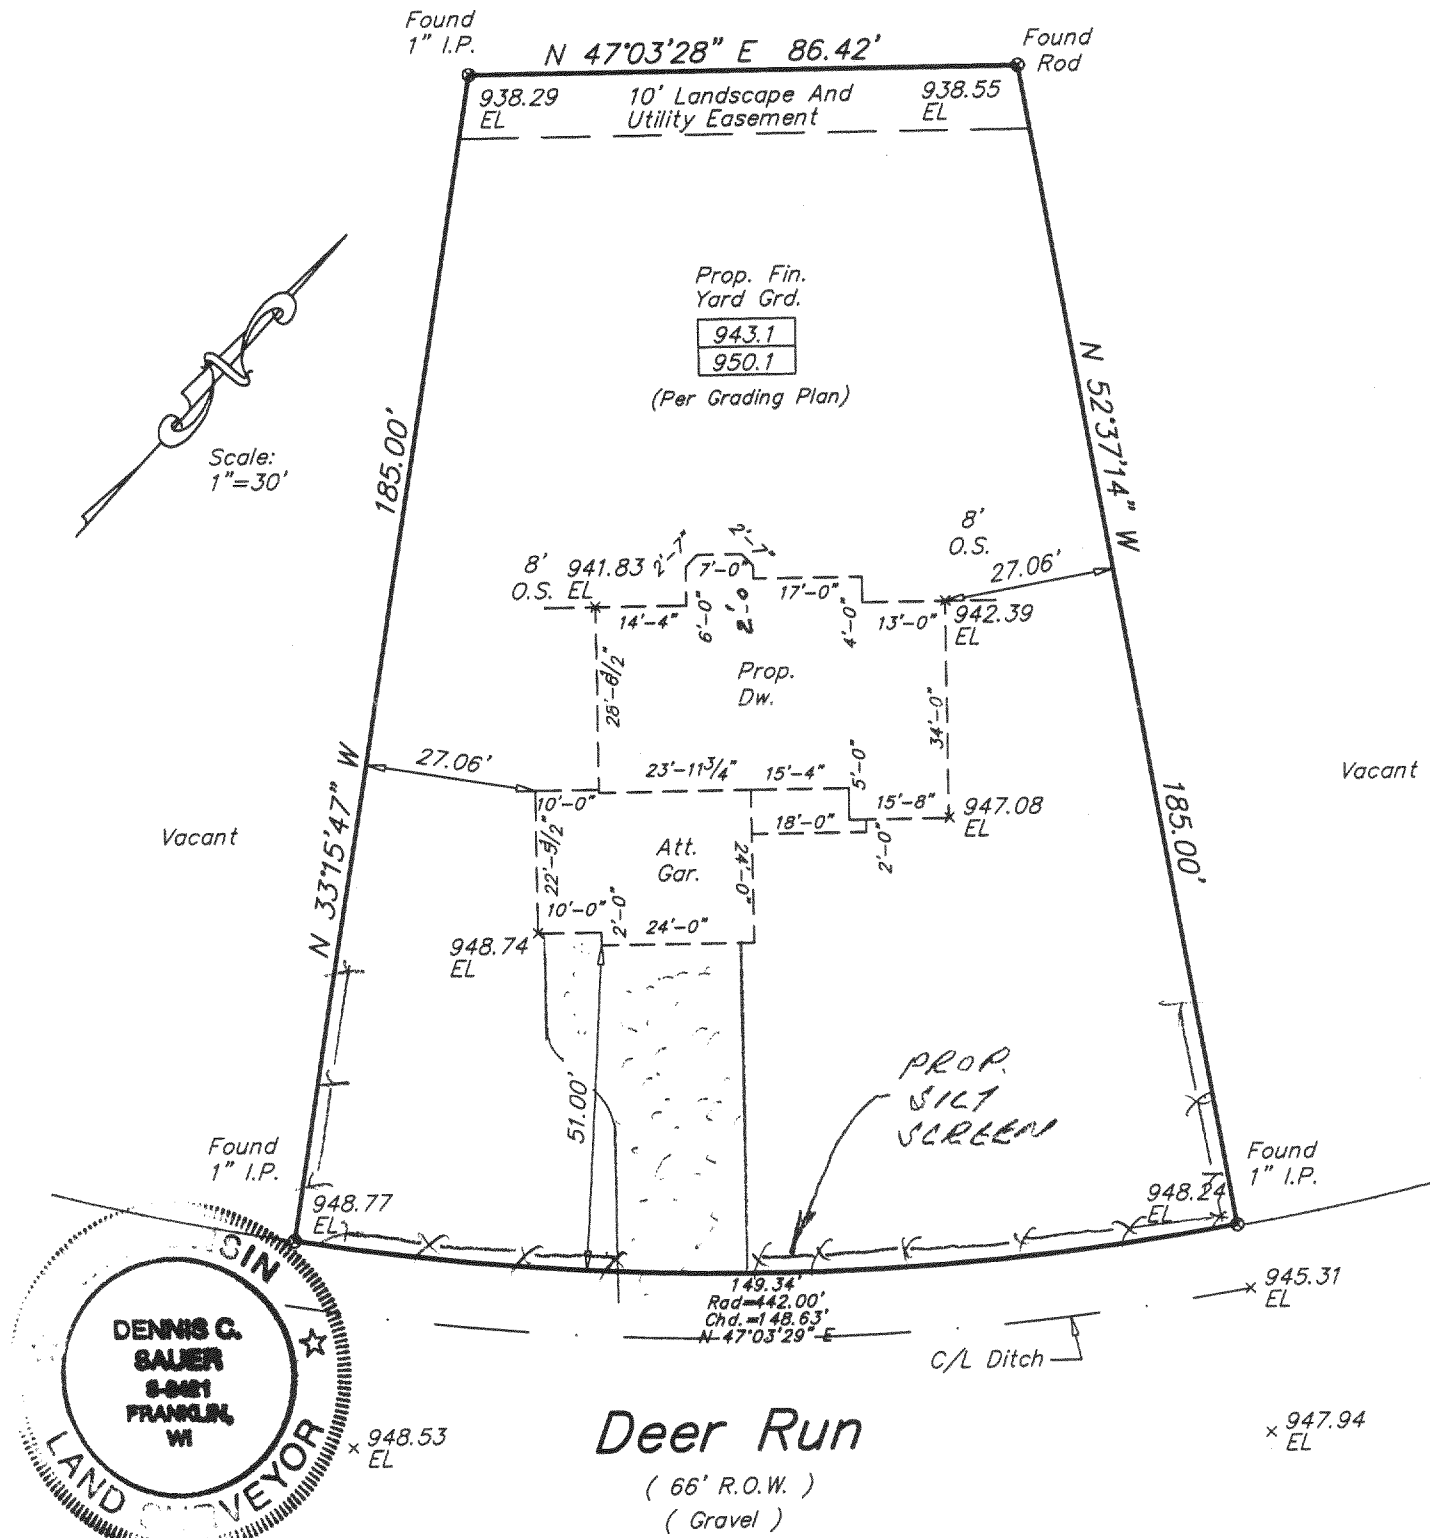 Found
1" I.P.
N 47°03'28" E 86.42'
Found
Rod
938.29
EL
10' Landscape And
Utility Easement
938.55
EL
Prop. Fin.
Yard Grd.
943.1
950.1
(Per Grading Plan)
Scale:
1"=30'
185.00'
N 52°37'14" W
8'
O.S.
941.83
EL
2'-7"
7'-0"
2'-7"
8'
O.S.
27.06'
14'-4"
6'-0"
2'-0
17'-0"
4'-0"
13'-0"
942.39
EL
Prop.
Dw.
34'-0"
27.06'
23'-11 3/4"
15'-4"
5'-0"
10'-0"
15'-8"
947.08
EL
18'-0"
2'-0"
Vacant
Vacant
N 33°15'47" W
185.00'
Att.
Gar.
24'-0"
10'-0"
2'-0"
24'-0"
948.74
EL
51.00'
PROP.
SILT
SCREEN
Found
1" I.P.
Found
1" I.P.
948.77
EL
948.24
EL
149.34'
Rad=442.00'
Chd.=148.63'
N 47°03'29" E
945.31
EL
C/L Ditch
SIN
DENNIS C.
SAUER
FRANKLIN,
WI
LAND SURVEYOR
948.53
EL
Deer Run
( 66' R.O.W. )
( Gravel )
947.94
EL